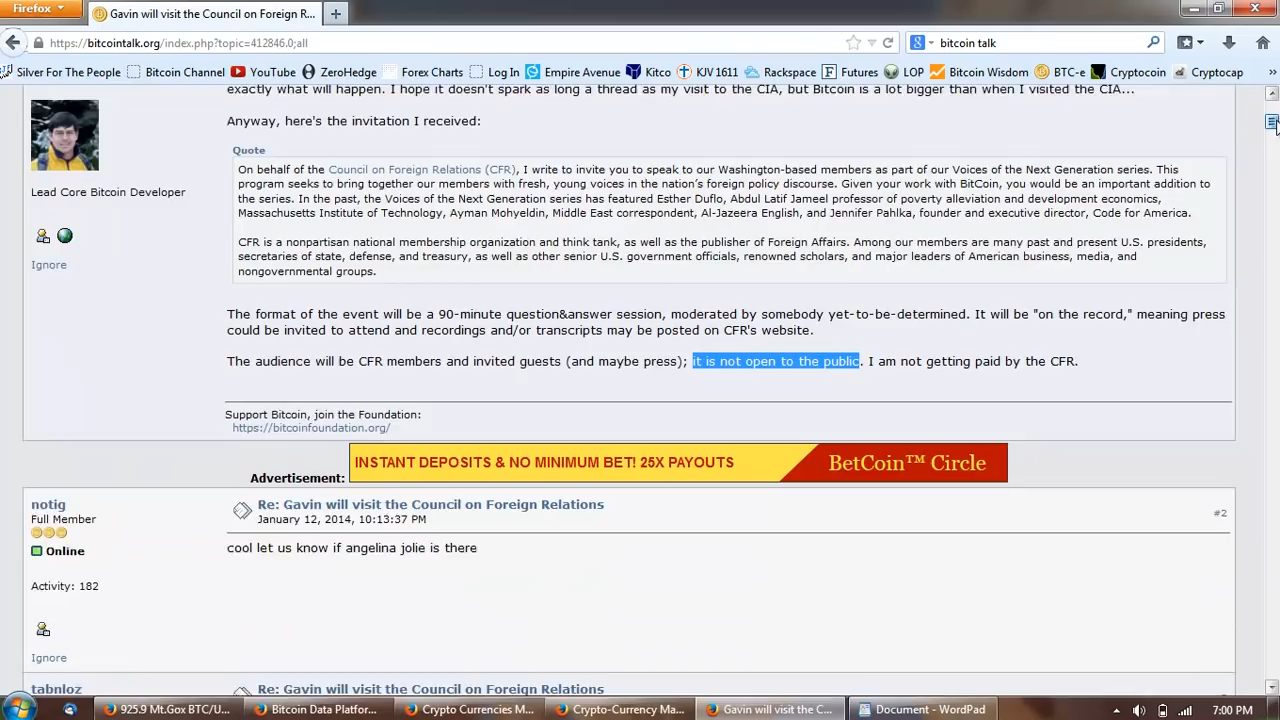 Firefox
Gavin will visit the Council on Foreign R...
https://bitcointalk.org/index.php?topic=412846.0;all
bitcoin talk
Silver For The People
Bitcoin Channel
YouTube
ZeroHedge
Forex Charts
Log In
Empire Avenue
Kitco
KJV 1611
Rackspace
Futures
LOP
Bitcoin Wisdom
BTC-e
Cryptocoin
Cryptocap
exactly what will happen. I hope it doesn't spark as long a thread as my visit to the CIA, but Bitcoin is a lot bigger than when I visited the CIA...
Anyway, here's the invitation I received:
Quote
On behalf of the Council on Foreign Relations (CFR), I write to invite you to speak to our Washington-based members as part of our Voices of the Next Generation series. This
program seeks to bring together our members with fresh, young voices in the nation's foreign policy discourse. Given your work with BitCoin, you would be an important addition to
the series. In the past, the Voices of the Next Generation series has featured Esther Duflo, Abdul Latif Jameel professor of poverty alleviation and development economics,
Massachusetts Institute of Technology, Ayman Mohyeldin, Middle East correspondent, Al-Jazeera English, and Jennifer Pahlka, founder and executive director, Code for America.
CFR is a nonpartisan national membership organization and think tank, as well as the publisher of Foreign Affairs. Among our members are many past and present U.S. presidents,
secretaries of state, defense, and treasury, as well as other senior U.S. government officials, renowned scholars, and major leaders of American business, media, and
nongovernmental groups.
Lead Core Bitcoin Developer
Ignore
The format of the event will be a 90-minute question&answer session, moderated by somebody yet-to-be-determined. It will be "on the record," meaning press
could be invited to attend and recordings and/or transcripts may be posted on CFR's website.
The audience will be CFR members and invited guests (and maybe press); it is not open to the public. I am not getting paid by the CFR.
Support Bitcoin, join the Foundation:
https://bitcoinfoundation.org/
Advertisement:
INSTANT DEPOSITS & NO MINIMUM BET! 25X PAYOUTS
BetCoin™ Circle
notig
Full Member
Online
Activity: 182
Ignore
Re: Gavin will visit the Council on Foreign Relations
January 12, 2014, 10:13:37 PM
#2
cool let us know if angelina jolie is there
tabnloz
Re: Gavin will visit the Council on Foreign Relations
925.9 Mt.Gox BTC/U...
Bitcoin Data Platfor...
Crypto Currencies M...
Crypto-Currency Ma...
Gavin will visit the C...
Document - WordPad
7:00 PM